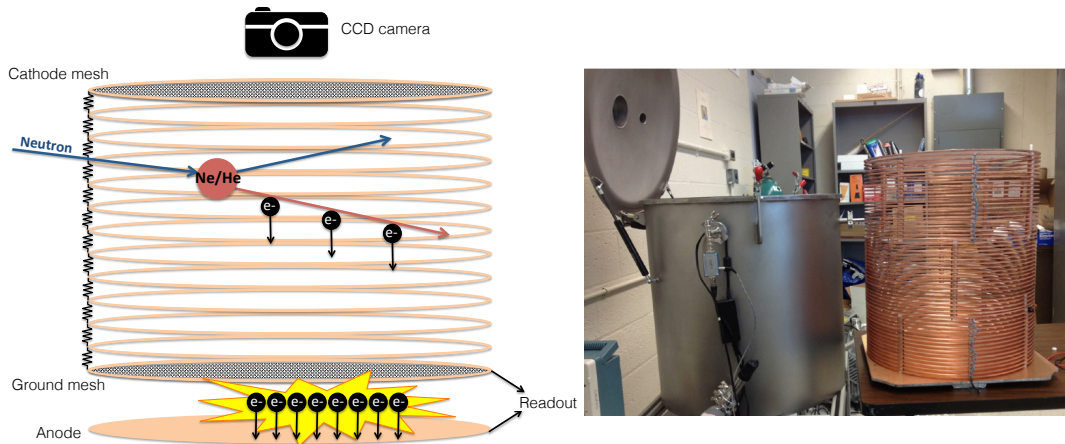 CCD camera
Cathode mesh
Neutron
Ne/He
e-
e-
e-
Ground mesh
e- e- e- e- e- e- e- e-
Readout
Anode